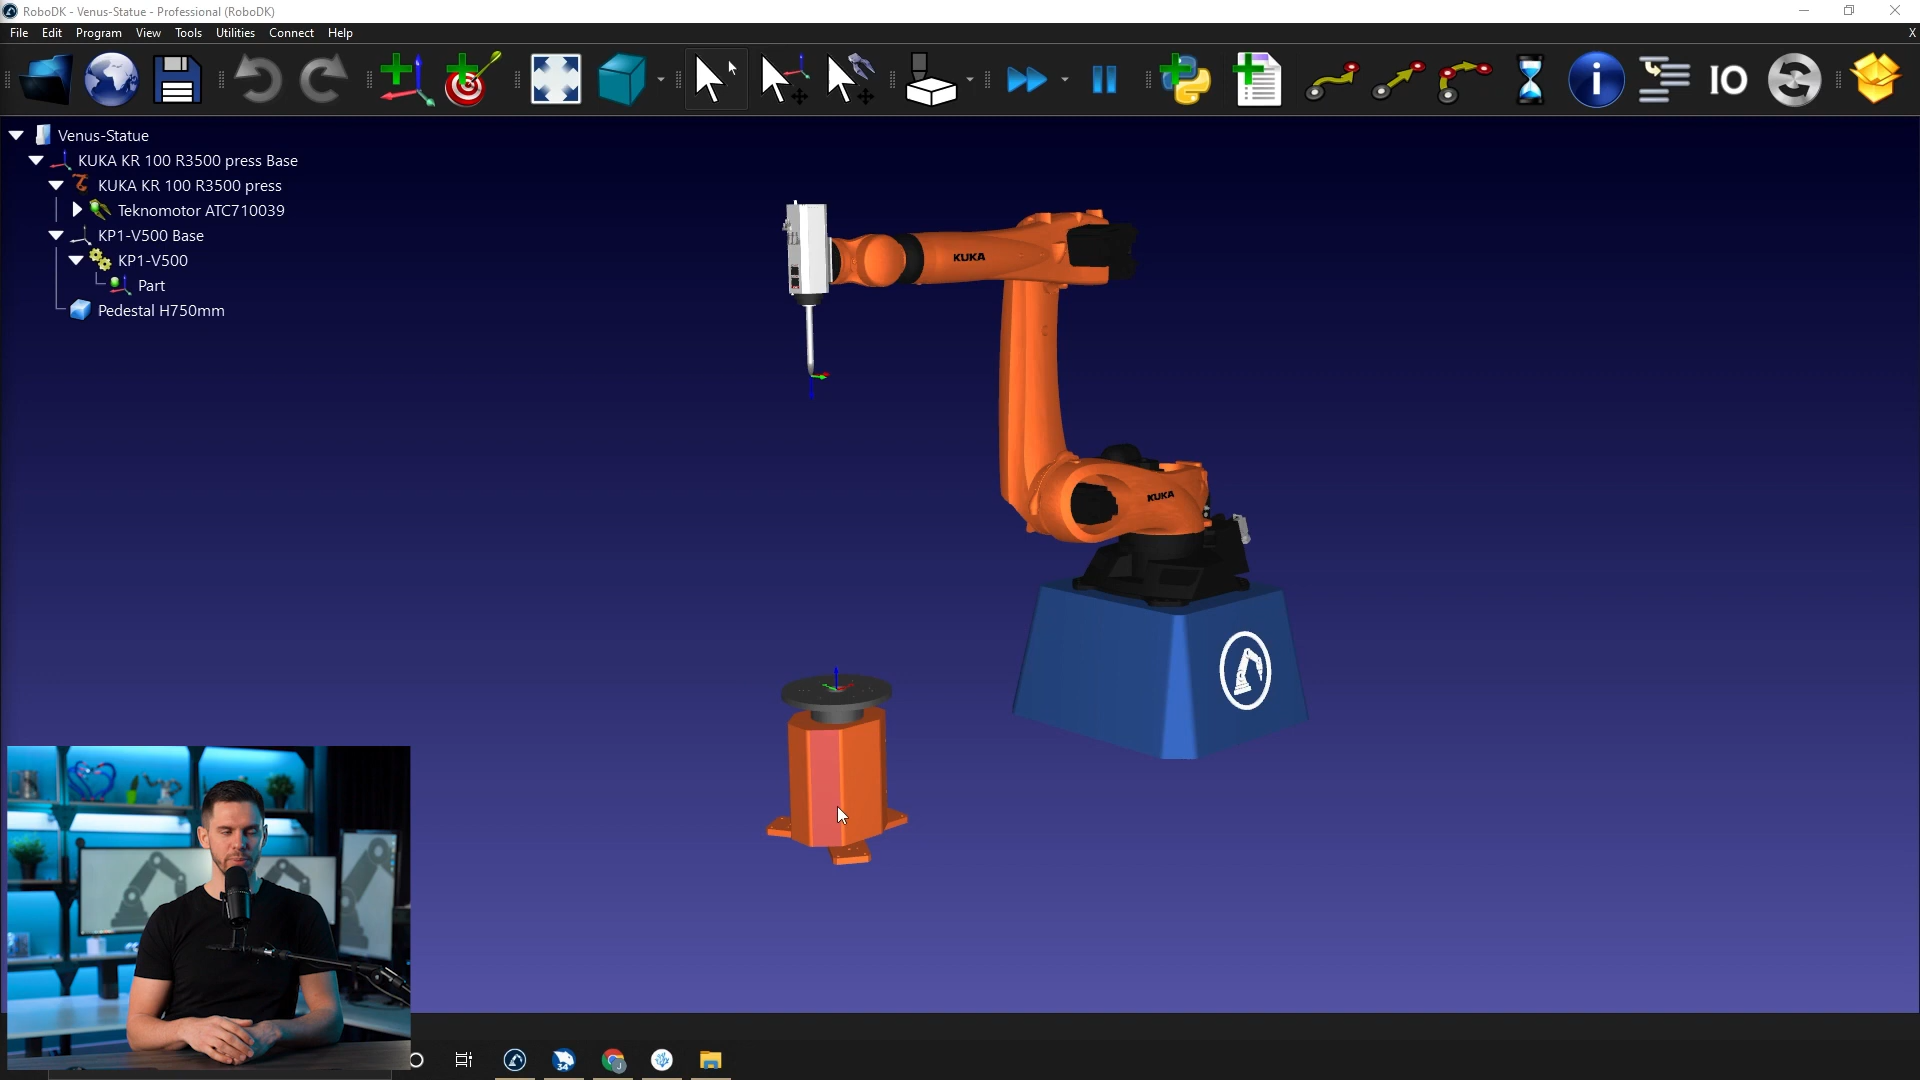 RoboDK - Venus-Statue - Professional (RoboDK)
File Edit Program View Tools Utilities Connect Help X
IO
Venus-Statue
KUKA KR 100 R3500 press Base
KUKA KR 100 R3500 press
Teknomotor ATC710039
KP1-V500 Base
KP1-V500
Part
Pedestal H750mm
KUKA
KUKA
34
J